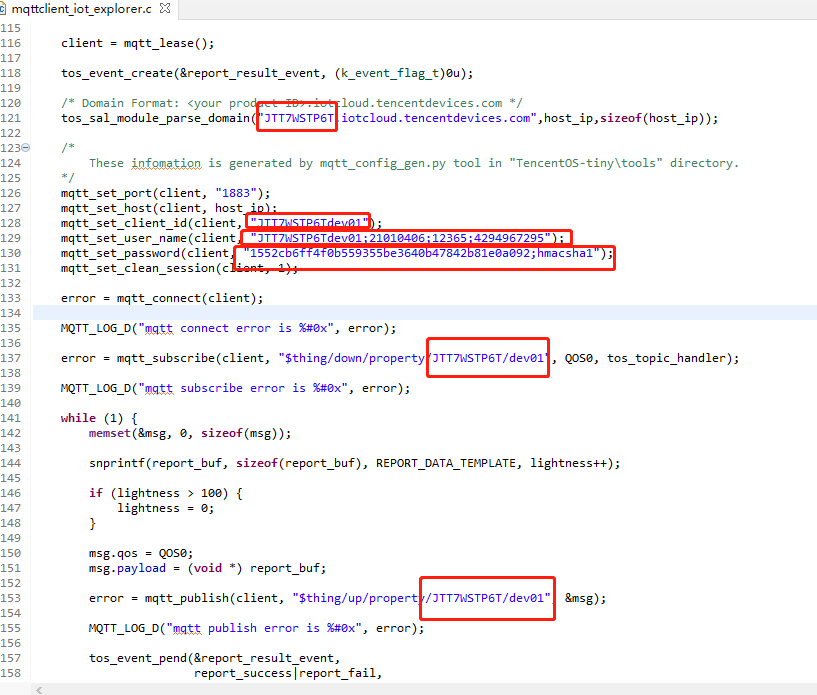 mqttclient_iot_explorer.c
115
116 client = mqtt_lease();
117
118 tos_event_create(&report_result_event, (k_event_flag_t)0u);
119
120 /* Domain Format: <your product ID>.iotcloud.tencentdevices.com */
121 tos_sal_module_parse_domain("JTT7WSTP6T.iotcloud.tencentdevices.com",host_ip,sizeof(host_ip));
122
123 /*
124 These infomation is generated by mqtt_config_gen.py tool in "TencentOS-tiny\tools" directory.
125 */
126 mqtt_set_port(client, "1883");
127 mqtt_set_host(client, host_ip);
128 mqtt_set_client_id(client, "JTT7WSTP6Tdev01");
129 mqtt_set_user_name(client, "JTT7WSTP6Tdev01;21010406;12365;4294967295");
130 mqtt_set_password(client, "1552cb6ff4f0b559355be3640b47842b81e0a092;hmacsha1");
131 mqtt_set_clean_session(client, 1);
132
133 error = mqtt_connect(client);
134
135 MQTT_LOG_D("mqtt connect error is %#0x", error);
136
137 error = mqtt_subscribe(client, "$thing/down/property/JTT7WSTP6T/dev01", QOS0, tos_topic_handler);
138
139 MQTT_LOG_D("mqtt subscribe error is %#0x", error);
140
141 while (1) {
142 memset(&msg, 0, sizeof(msg));
143
144 snprintf(report_buf, sizeof(report_buf), REPORT_DATA_TEMPLATE, lightness++);
145
146 if (lightness > 100) {
147 lightness = 0;
148 }
149
150 msg.qos = QOS0;
151 msg.payload = (void *) report_buf;
152
153 error = mqtt_publish(client, "$thing/up/property/JTT7WSTP6T/dev01", &msg);
154
155 MQTT_LOG_D("mqtt publish error is %#0x", error);
156
157 tos_event_pend(&report_result_event,
158 report_success|report_fail,